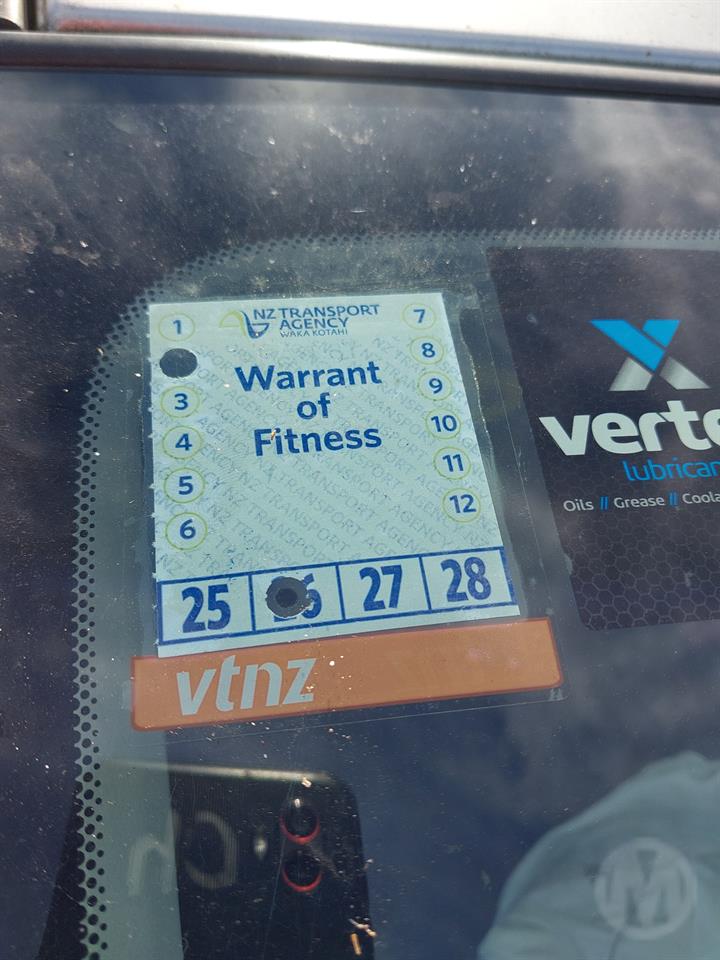 NZ TRANSPORT
AGENCY
WAKA KOTAHI
Warrant
of
Fitness
1
3
4
5
6
7
8
9
10
11
12
25
27
28
vtnz
lubrican
Oils // Grease // Coola
M